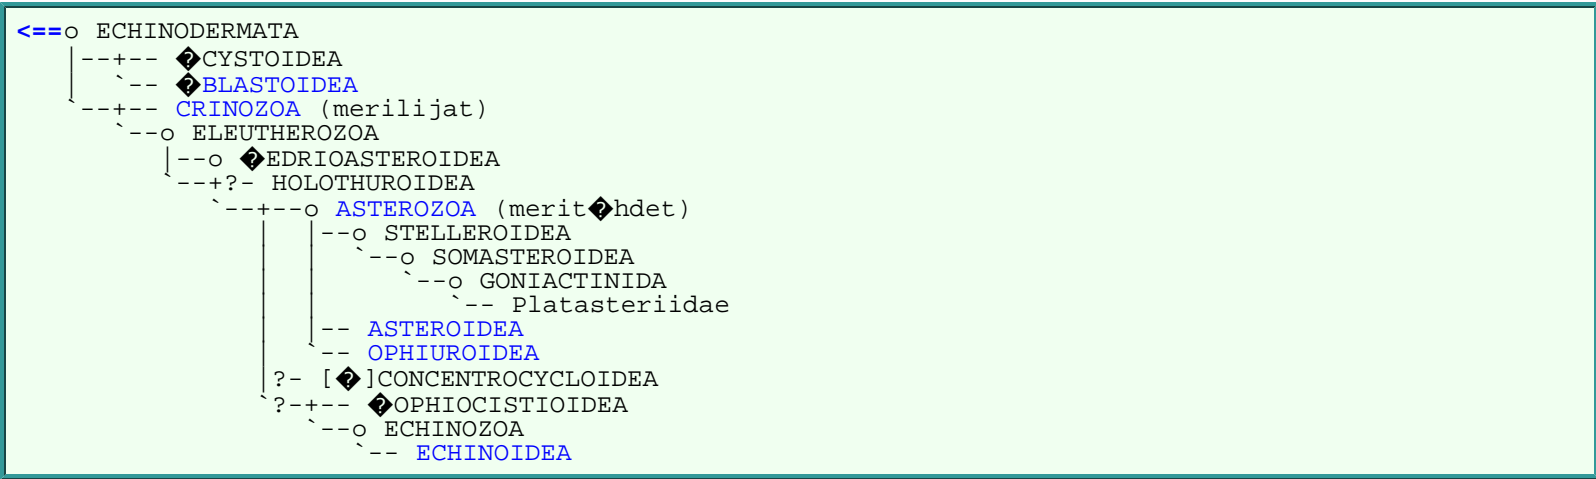 <==o ECHINODERMATA
|--+-- �CYSTOIDEA
|  `-- �BLASTOIDEA
`--+-- CRINOZOA (merilijat)
`--o ELEUTHEROZOA
|--o �EDRIOASTEROIDEA
`--+?- HOLOTHUROIDEA
`--+--o ASTEROZOA (merit�hdet)
|  |--o STELLEROIDEA
|  |  `--o SOMASTEROIDEA
|  |     `--o GONIACTINIDA
|  |        `-- Platasteriidae
|  |-- ASTEROIDEA
|  `-- OPHIUROIDEA
|?- [�]CONCENTROCYCLOIDEA
`?-+-- �OPHIOCISTIOIDEA
`--o ECHINOZOA
`-- ECHINOIDEA